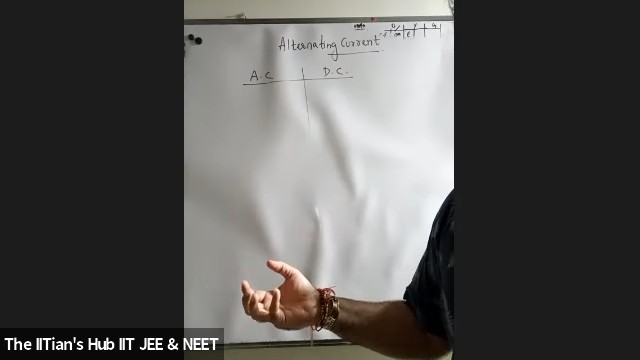 Alternating Current
A.C. D.C.
The IITian's Hub IIT JEE & NEET